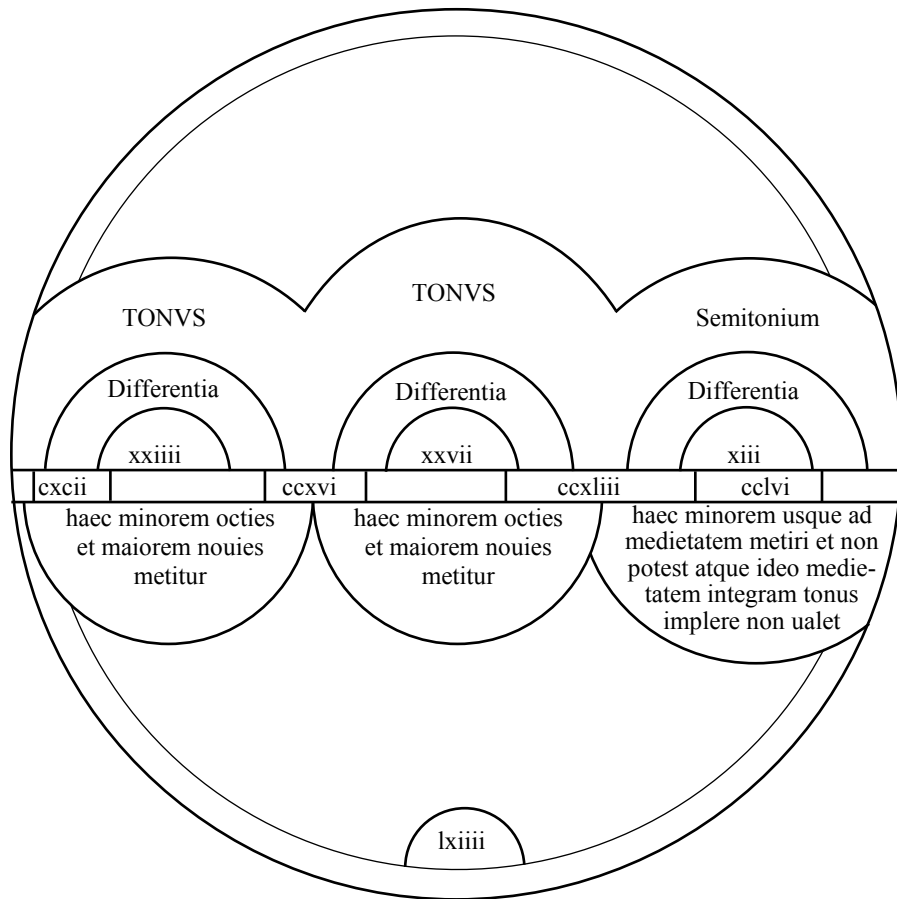 TONVS
TONVS
Semitonium
Differentia
Differentia
Differentia
xxiiii
xxvii
xiii
cxcii
ccxvi
ccxliii
cclvi
haec minorem octies
et maiorem nouies
metitur
haec minorem octies
et maiorem nouies
metitur
haec minorem usque ad
medietatem metiri et non
potest atque ideo medie-
tatem integram tonus
implere non ualet
lxiiii